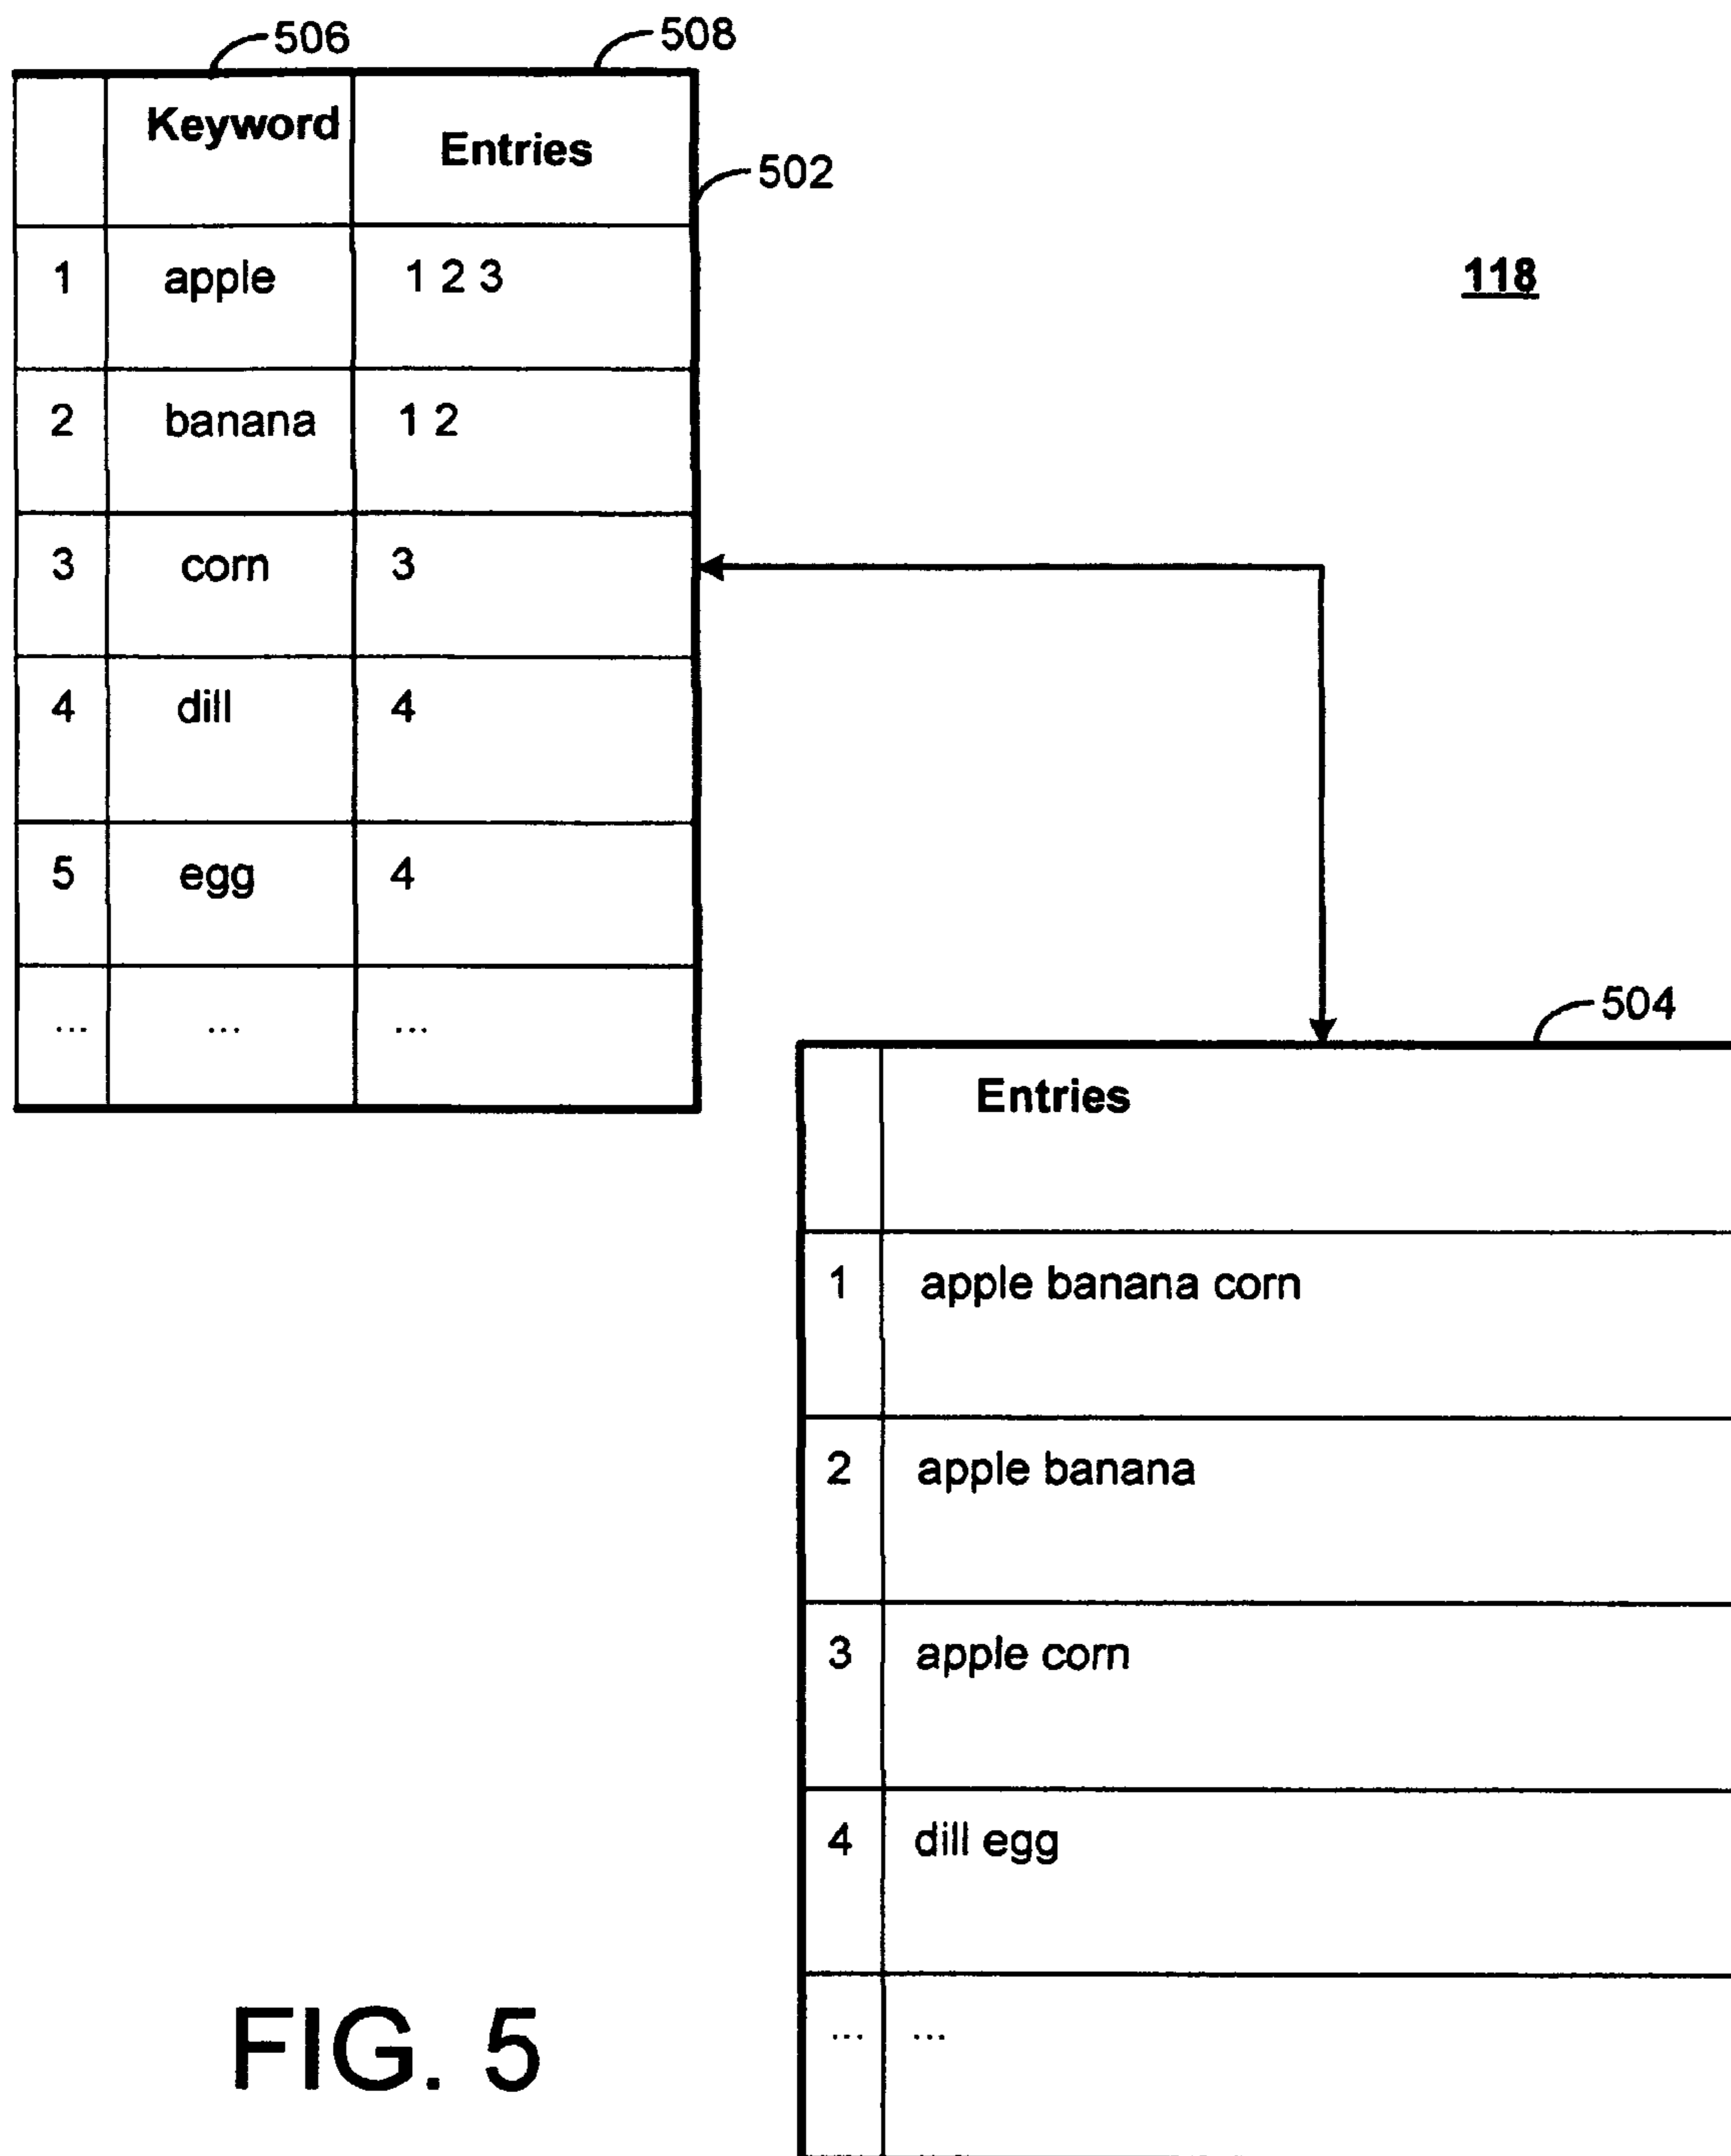 506
508
Keyword Entries
502
1 apple 1 2 3
118
2 banana 1 2
3 corn 3
4 dill 4
5 egg 4
... ... ...
504
Entries
1 apple banana corn
2 apple banana
3 apple corn
4 dill egg
... ...
FIG. 5